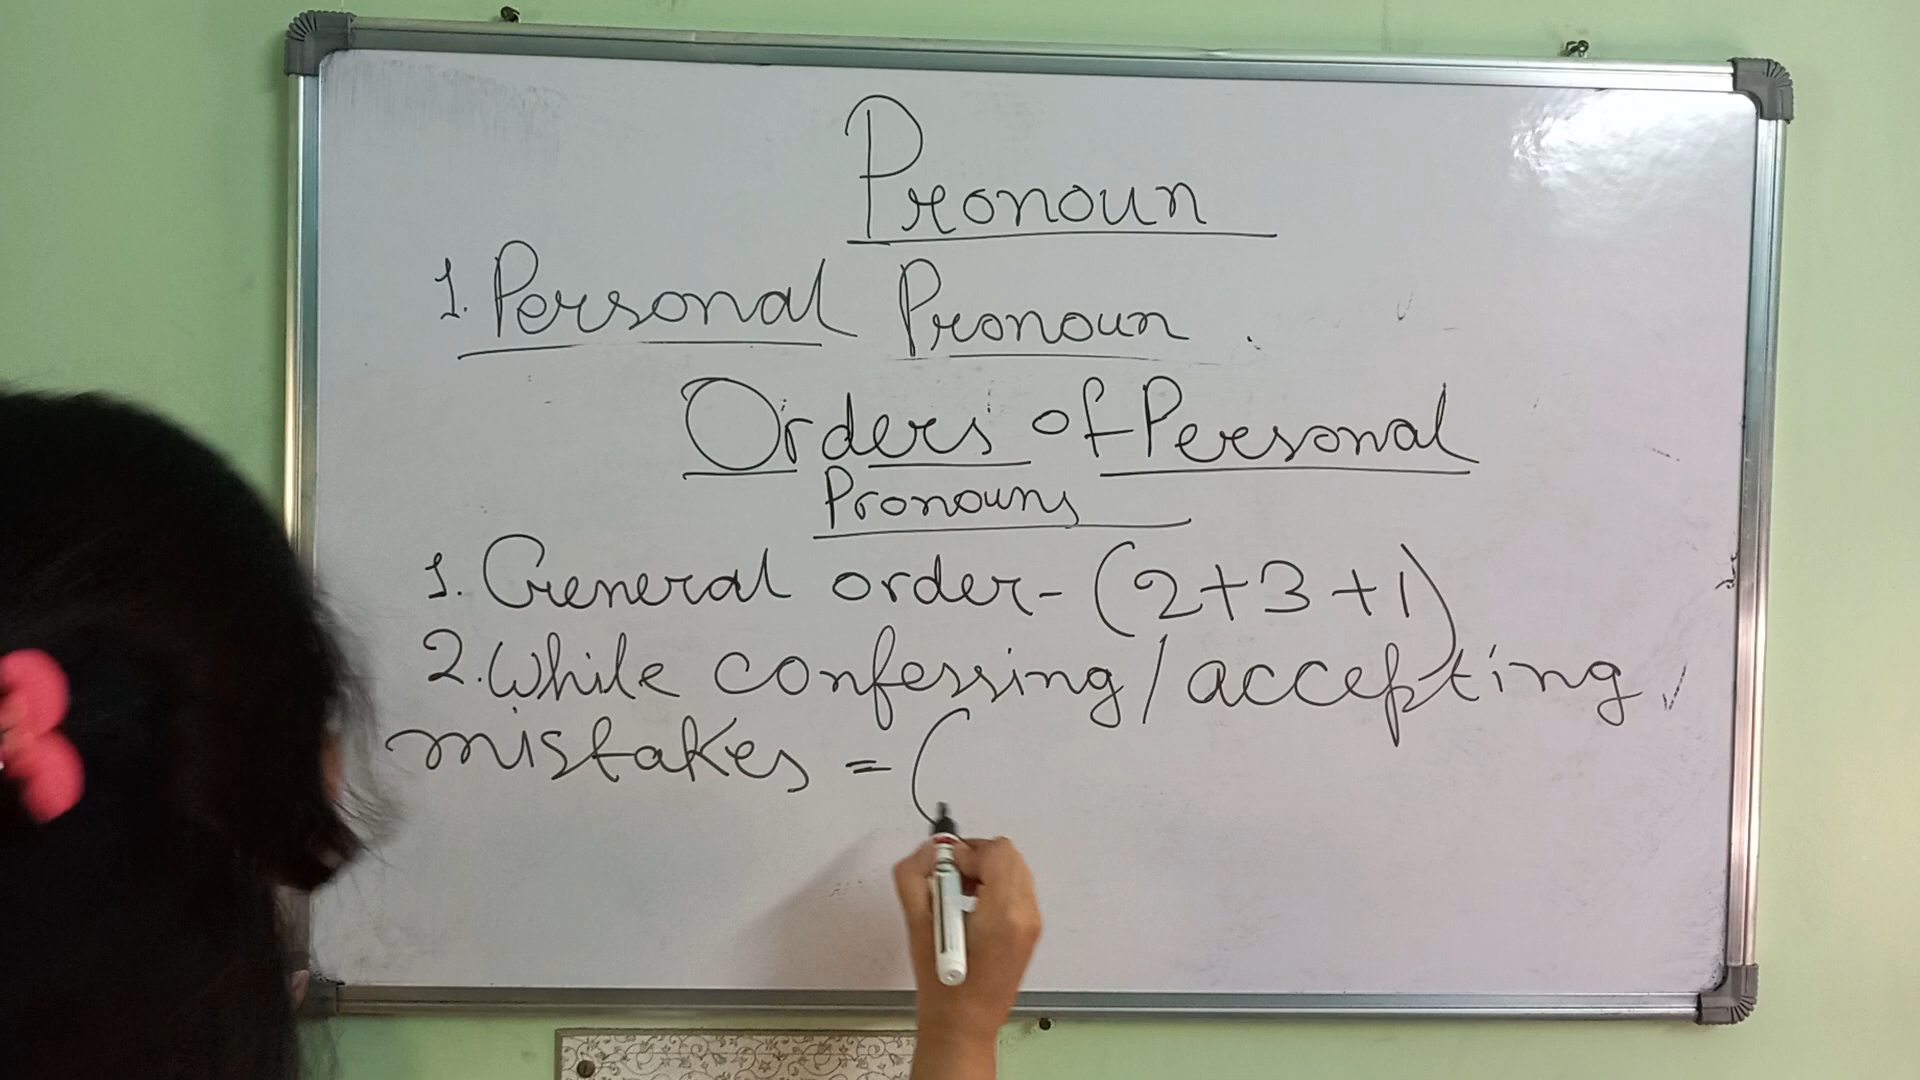 Pronoun
1. Personal Pronoun.
Orders of Personal
Pronouns
1. General order - (2+3+1)
2. While confessing / accepting
mistakes = (